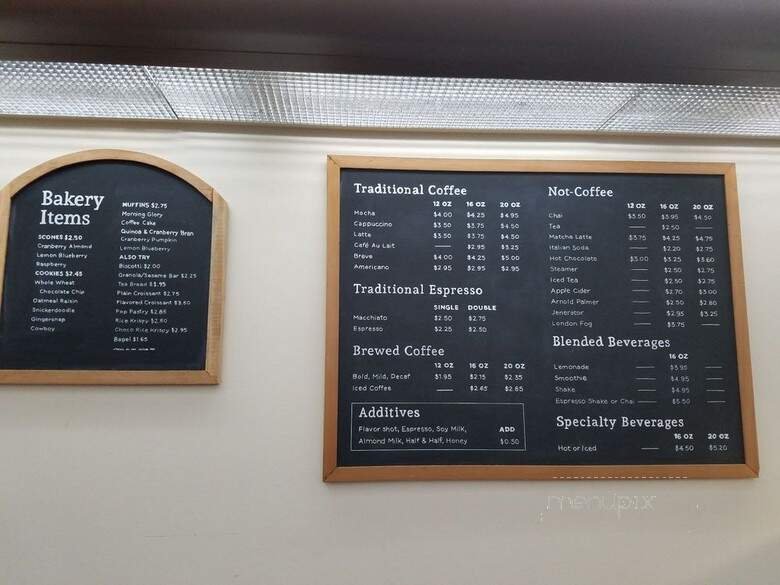 Bakery
Items
SCONES $2.50
Cranberry Almond
Lemon Blueberry
Raspberry
COOKIES $2.45
Whole Wheat
Chocolate Chip
Oatmeal Raisin
Snickerdoodle
Gingersnap
Cowboy
MUFFINS $2.75
Morning Glory
Coffee Cake
Quinoa & Cranberry Bran
Cranberry Pumpkin
Lemon Blueberry
ALSO TRY
Biscotti $2.00
Granola/Sesame Bar $2.25
Tea Bread $1.95
Plain Croissant $2.75
Flavored Croissant $3.50
Pop Pastry $2.85
Rice Krispy $2.50
Choco Rice Krispy $2.95
Bagel $1.65
Traditional Coffee
12 OZ 16 OZ 20 OZ
Mocha $4.00 $4.25 $4.95
Cappuccino $3.50 $3.75 $4.50
Latte $3.50 $3.75 $4.50
Café Au Lait — $2.95 $3.25
Breve $4.00 $4.25 $5.00
Americano $2.95 $2.95 $2.95
Traditional Espresso
SINGLE DOUBLE
Macchiato $2.50 $2.75
Espresso $2.25 $2.50
Brewed Coffee
12 OZ 16 OZ 20 OZ
Bold, Mild, Decaf $1.95 $2.15 $2.35
Iced Coffee — $2.45 $2.85
Additives
Flavor shot, Espresso, Soy Milk, ADD
Almond Milk, Half & Half, Honey $0.50
Not-Coffee
12 OZ 16 OZ 20 OZ
Chai $3.50 $3.95 $4.50
Tea — $2.50 —
Matcha Latte $3.75 $4.25 $4.75
Italian Soda — $2.20 $2.75
Hot Chocolate $3.00 $3.25 $3.60
Steamer — $2.50 $2.75
Iced Tea — $2.50 $2.75
Apple Cider — $2.70 $3.00
Arnold Palmer — $2.50 $2.80
Jenerator — $2.95 $3.25
London Fog — $3.75 —
Blended Beverages
16 OZ
Lemonade — $3.95 —
Smoothie — $4.95 —
Shake — $4.95 —
Espresso Shake or Chai — $5.50 —
Specialty Beverages
16 OZ 20 OZ
Hot or Iced — $4.50 $5.20
menupix